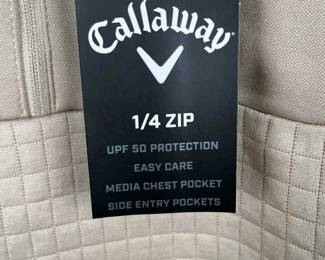 Callaway
1/4 ZIP
UPF 50 PROTECTION
EASY CARE
MEDIA CHEST POCKET
SIDE ENTRY POCKETS